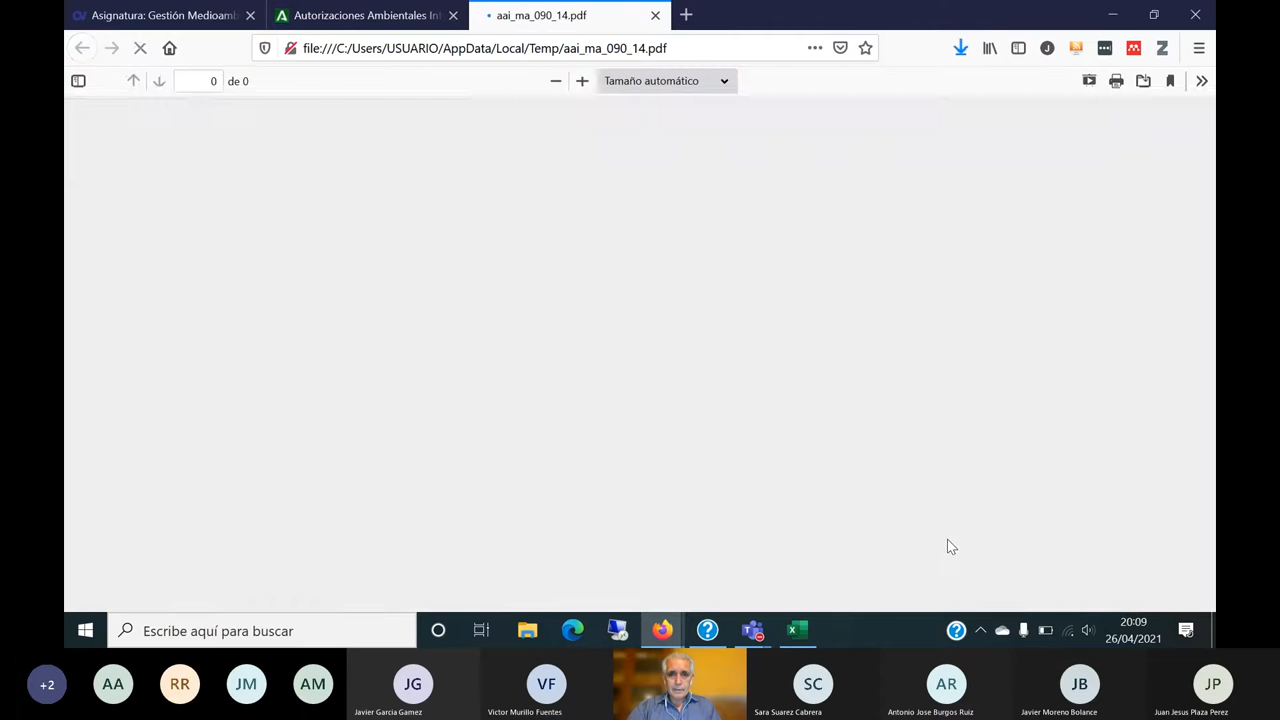 Asignatura: Gestión Medioamb
Autorizaciones Ambientales Int
aai_ma_090_14.pdf
file:///C:/Users/USUARIO/AppData/Local/Temp/aai_ma_090_14.pdf
0 de 0
Tamaño automático
Escribe aquí para buscar
20:09
26/04/2021
+2
AA
RR
JM
AM
JG
VF
SC
AR
JB
JP
Javier Garcia Gamez
Victor Murillo Fuentes
Sara Suarez Cabrera
Antonio Jose Burgos Ruiz
Javier Moreno Bolance
Juan Jesus Plaza Perez